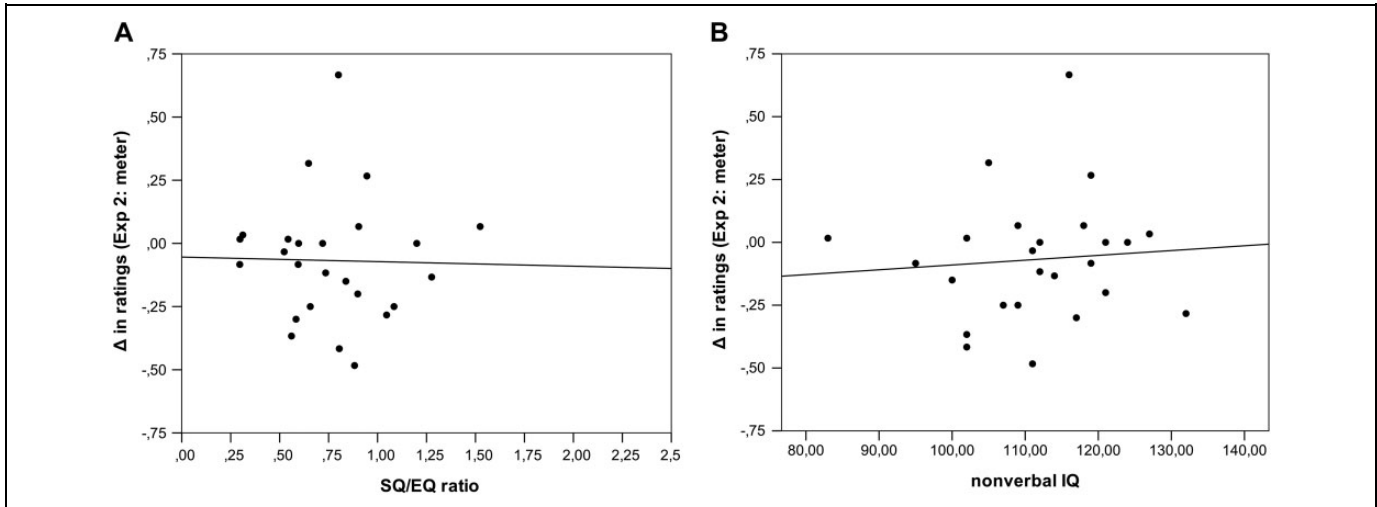 A
,75
,50
,25
,00
-,25
-,50
-,75
Δ in ratings (Exp 2: meter)
,00 ,25 ,50 ,75 1,00 1,25 1,50 1,75 2,00 2,25 2,5
SQ/EQ ratio
B
,75
,50
,25
,00
-,25
-,50
-,75
Δ in ratings (Exp 2: meter)
80,00 90,00 100,00 110,00 120,00 130,00 140,00
nonverbal IQ